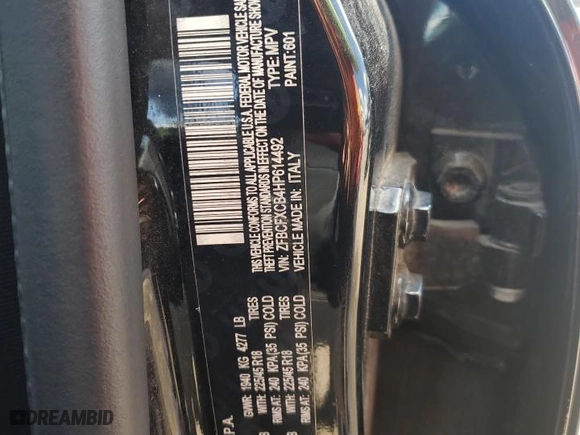 THIS VEHICLE CONFORMS TO ALL APPLICABLE U.S.A. FEDERAL MOTOR VEHICLE SA
THEFT PREVENTION STANDARDS IN EFFECT ON THE DATE OF MANUFACTURE SHOW
VIN: ZFBCFXCB4HP614492 TYPE: MPV
VEHICLE MADE IN: ITALY PAINT: 601
P.A.
GVWR: 1940 KG 4277 LB
WITH: 225/45 R18 TIRES
RIMS AT: 240 KPA(35 PSI) COLD
WITH: 225/45 R18 TIRES
RIMS AT: 240 KPA(35 PSI) COLD
DREAMBID